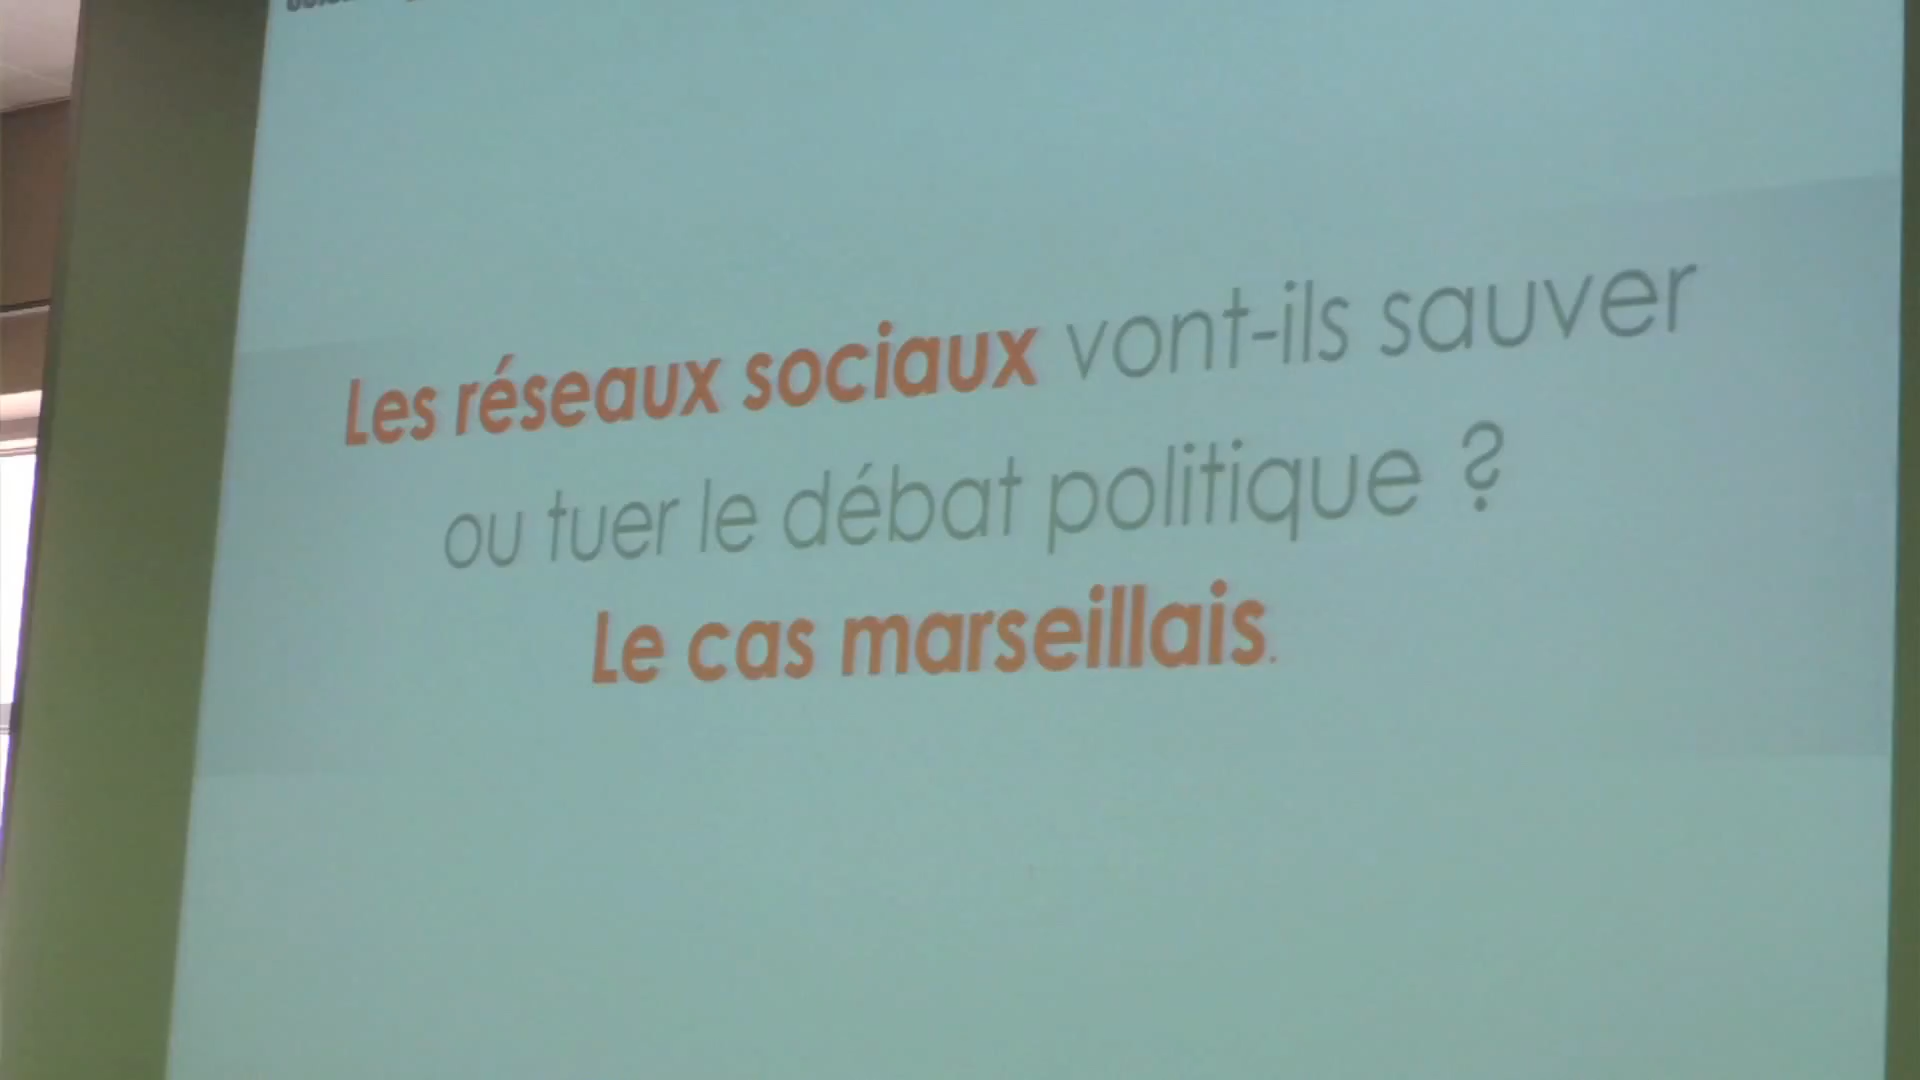 Les réseaux sociaux vont-ils sauver
ou tuer le débat politique ?
Le cas marseillais.